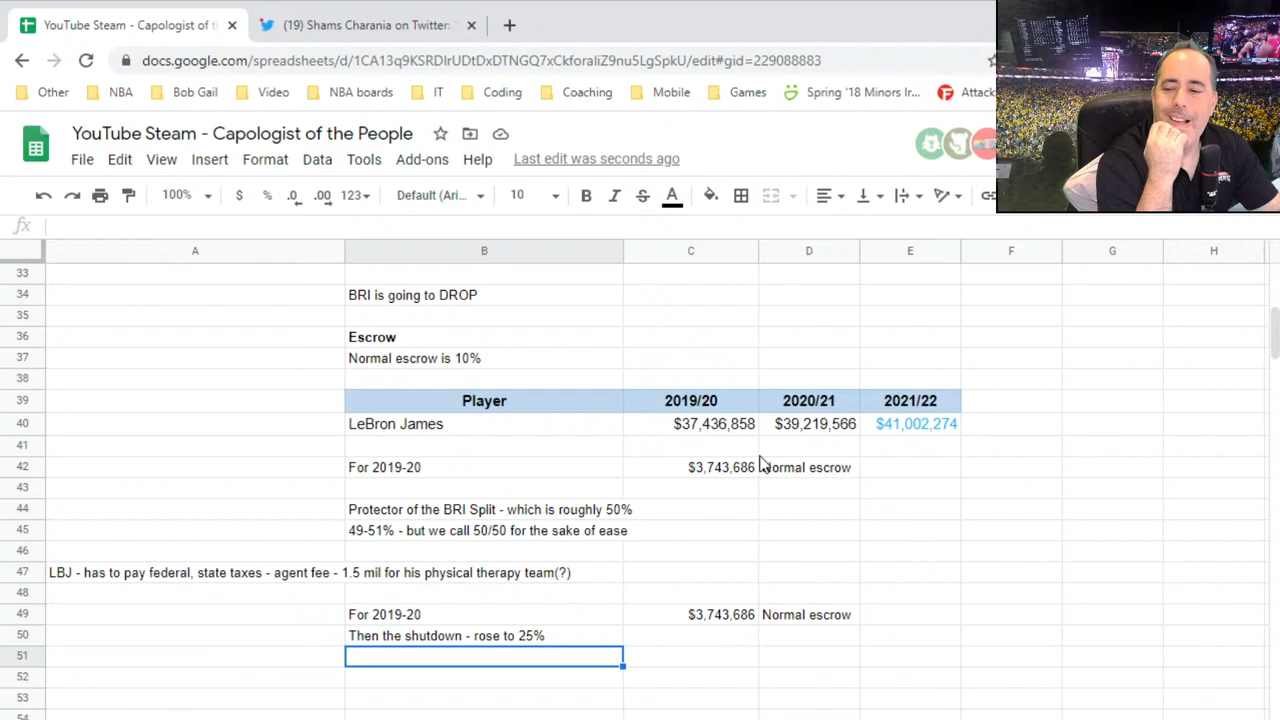 YouTube Steam - Capologist of t
(19) Shams Charania on Twitter:
docs.google.com/spreadsheets/d/1CA13q9KSRDIrUDtDxDTNGQ7xCkforaliZ9nu5LgSpkU/edit#gid=229088883
Other NBA Bob Gail Video NBA boards IT Coding Coaching Mobile Games Spring '18 Minors Ir... Attack
YouTube Steam - Capologist of the People
File Edit View Insert Format Data Tools Add-ons Help Last edit was seconds ago
100% $ % .0 .00 123 Default (Ari... 10 B I S A
fx
A B C D E F G H
33
34 BRI is going to DROP
35
36 Escrow
37 Normal escrow is 10%
38
39 Player 2019/20 2020/21 2021/22
40 LeBron James $37,436,858 $39,219,566 $41,002,274
41
42 For 2019-20 $3,743,686 Normal escrow
43
44 Protector of the BRI Split - which is roughly 50%
45 49-51% - but we call 50/50 for the sake of ease
46
47 LBJ - has to pay federal, state taxes - agent fee - 1.5 mil for his physical therapy team(?)
48
49 For 2019-20 $3,743,686 Normal escrow
50 Then the shutdown - rose to 25%
51
52
53
54